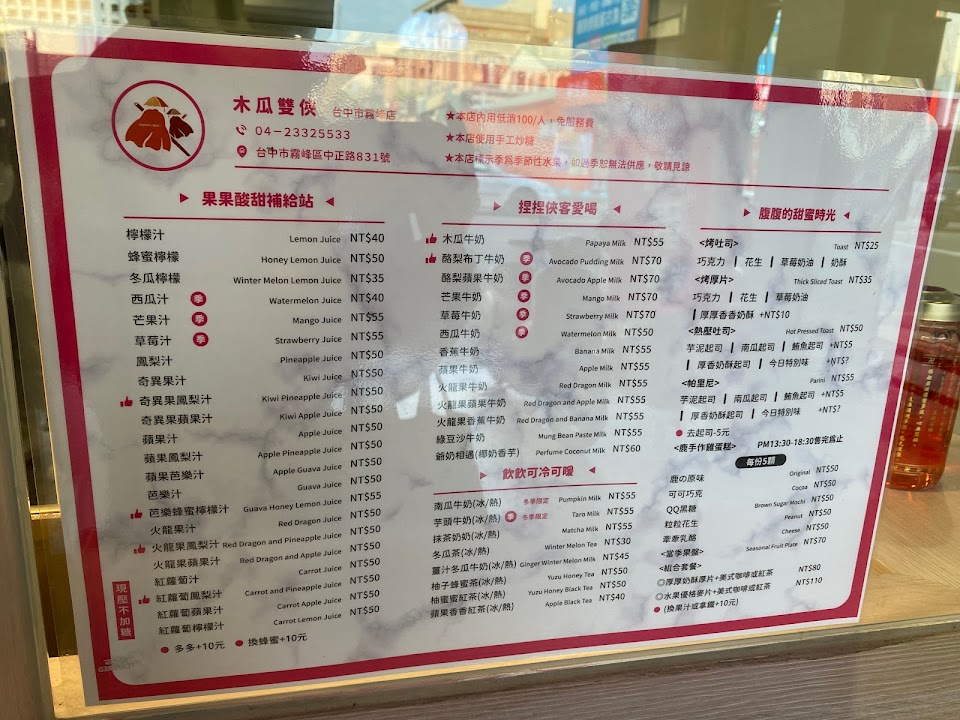 木瓜雙俠 台中市霧峰店
04-23325533
台中市霧峰區中正路831號
★本店內用低消100/人，免服務費
★本店使用手工炒糖
★本店標示季為季節性水果，如過季恕無法供應，敬請見諒
果果酸甜補給站
檸檬汁 Lemon Juice NT$40
蜂蜜檸檬 Honey Lemon Juice NT$50
冬瓜檸檬 Winter Melon Lemon Juice NT$35
西瓜汁 季 Watermelon Juice NT$40
芒果汁 季 Mango Juice NT$55
草莓汁 季 Strawberry Juice NT$55
鳳梨汁 Pineapple Juice NT$50
奇異果汁 Kiwi Juice NT$50
奇異果鳳梨汁 Kiwi Pineapple Juice NT$50
奇異果蘋果汁 Kiwi Apple Juice NT$50
蘋果汁 Apple Juice NT$50
蘋果鳳梨汁 Apple Pineapple Juice NT$50
蘋果芭樂汁 Apple Guava Juice NT$50
芭樂汁 Guava Juice NT$50
芭樂蜂蜜檸檬汁 Guava Honey Lemon Juice NT$55
火龍果汁 Red Dragon Juice NT$50
火龍果鳳梨汁 Red Dragon and Pineapple Juice NT$50
火龍果蘋果汁 Red Dragon and Apple Juice NT$50
紅蘿蔔汁 Carrot Juice NT$50
紅蘿蔔鳳梨汁 Carrot and Pineapple Juice NT$50
紅蘿蔔蘋果汁 Carrot Apple Juice NT$50
紅蘿蔔檸檬汁 Carrot Lemon Juice NT$50
多多+10元 換蜂蜜+10元
現壓不加糖
捏捏俠客愛喝
木瓜牛奶 Papaya Milk NT$55
酪梨布丁牛奶 季 Avocado Pudding Milk NT$70
酪梨蘋果牛奶 季 Avocado Apple Milk NT$70
芒果牛奶 季 Mango Milk NT$70
草莓牛奶 季 Strawberry Milk NT$70
西瓜牛奶 季 Watermelon Milk NT$50
香蕉牛奶 Banana Milk NT$55
蘋果牛奶 Apple Milk NT$55
火龍果牛奶 Red Dragon Milk NT$55
火龍果蘋果牛奶 Red Dragon and Apple Milk NT$55
火龍果香蕉牛奶 Red Dragon and Banana Milk NT$55
綠豆沙牛奶 Mung Bean Paste Milk NT$55
爺奶相遇(椰奶香芋) Perfume Coconut Milk NT$60
飲飲可冷可暖
南瓜牛奶(冰/熱) 冬季限定 Pumpkin Milk NT$55
芋頭牛奶(冰/熱) 季 冬季限定 Taro Milk NT$55
抹茶奶奶(冰/熱) Matcha Milk NT$55
冬瓜茶(冰/熱) Winter Melon Tea NT$30
薑汁冬瓜牛奶(冰/熱) Ginger Winter Melon Milk NT$45
柚子蜂蜜茶(冰/熱) Yuzu Honey Tea NT$50
柚蜜蜜紅茶(冰/熱) Yuzu Honey Black Tea NT$50
蘋果香香紅茶(冰/熱) Apple Black Tea NT$40
腹腹的甜蜜時光
<烤吐司> Toast NT$25
巧克力 | 花生 | 草莓奶油 | 奶酥
<烤厚片> Thick Sliced Toast NT$35
巧克力 | 花生 | 草莓奶油
| 厚厚香香奶酥 +NT$10
<熱壓吐司> Hot Pressed Toast NT$50
芋泥起司 | 南瓜起司 | 鮪魚起司 +NT$5
| 厚香奶酥起司 | 今日特別味 +NT$?
<帕里尼> Parini NT$55
芋泥起司 | 南瓜起司 | 鮪魚起司 +NT$5
| 厚香奶酥起司 | 今日特別味 +NT$?
去起司-5元
<鹿手作雞蛋糕> PM13:30-18:30售完為止
每份5顆
鹿の原味 Original NT$50
可可巧克 Cocoa NT$50
QQ黑糖 Brown Sugar Mochi NT$50
粒粒花生 Peanut NT$50
牽牽乳酪 Cheese NT$50
<當季果盤> Seasonal Fruit Plate NT$70
<組合套餐>
◎厚厚奶酥厚片+美式咖啡或紅茶 NT$80
◎水果優格麥片+美式咖啡或紅茶 NT$110
(換果汁或拿鐵+10元)